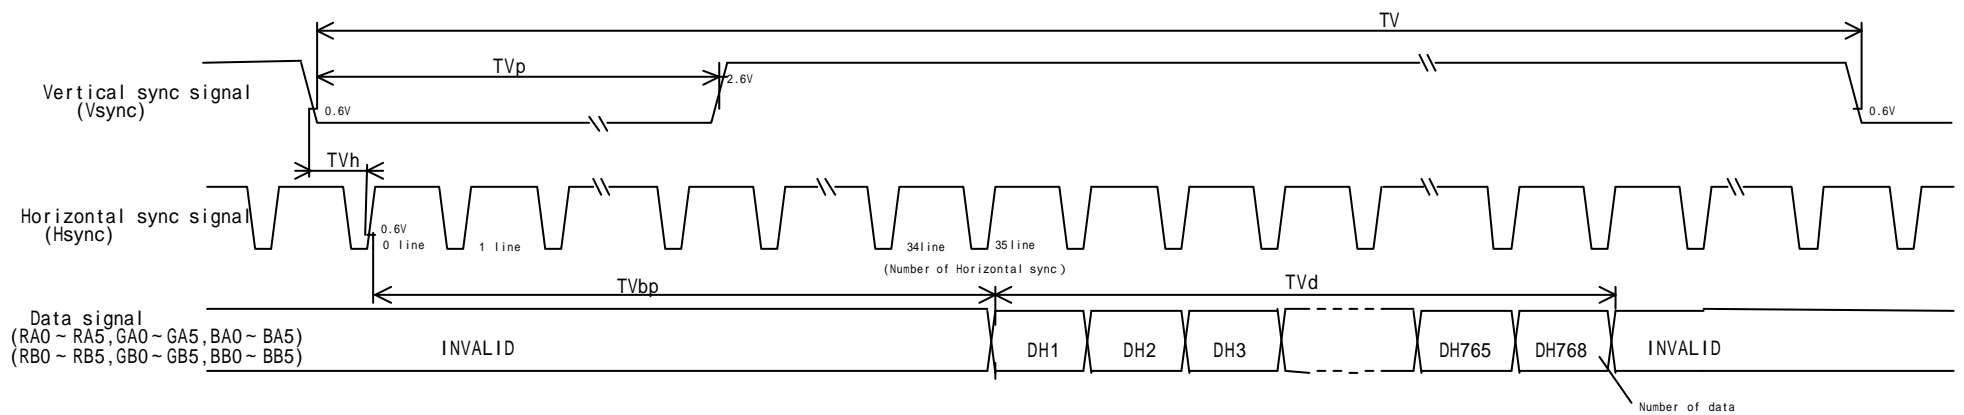 TV
TVp
2.6V
Vertical sync signal
(Vsync)
0.6V
0.6V
TVh
Horizontal sync signal
(Hsync)
0.6V
0 line
1 line
34line
35line
(Number of Horizontal sync)
TVbp
TVd
Data signal
(RA0~RA5,GA0~GA5,BA0~BA5)
(RB0~RB5,GB0~GB5,BB0~BB5)
INVALID
DH1
DH2
DH3
DH765
DH768
INVALID
Number of data